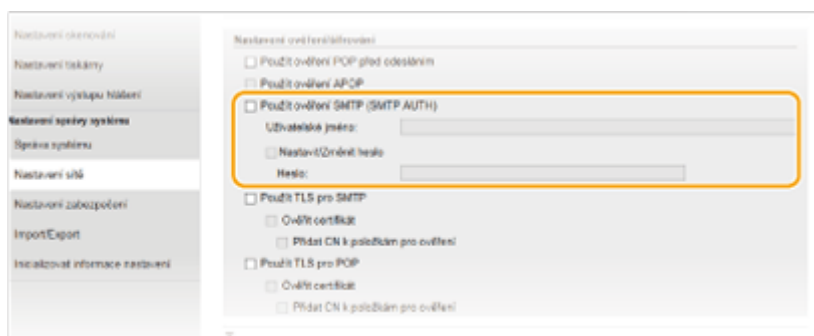 Nastavení skenování
Nastavení tiskárny
Nastavení výstupu hlášení
Nastavení správy systému
Správa systému
Nastavení sítě
Nastavení zabezpečení
Import/Export
Inicializovat informace nastavení
Nastavení ověření/šifrování
Použít ověření POP před odesláním
Použít ověření APOP
Použít ověření SMTP (SMTP AUTH)
Uživatelské jméno:
Nastavit/Změnit heslo
Heslo:
Použít TLS pro SMTP
Ověřit certifikát
Přidat CN k položkám pro ověření
Použít TLS pro POP
Ověřit certifikát
Přidat CN k položkám pro ověření